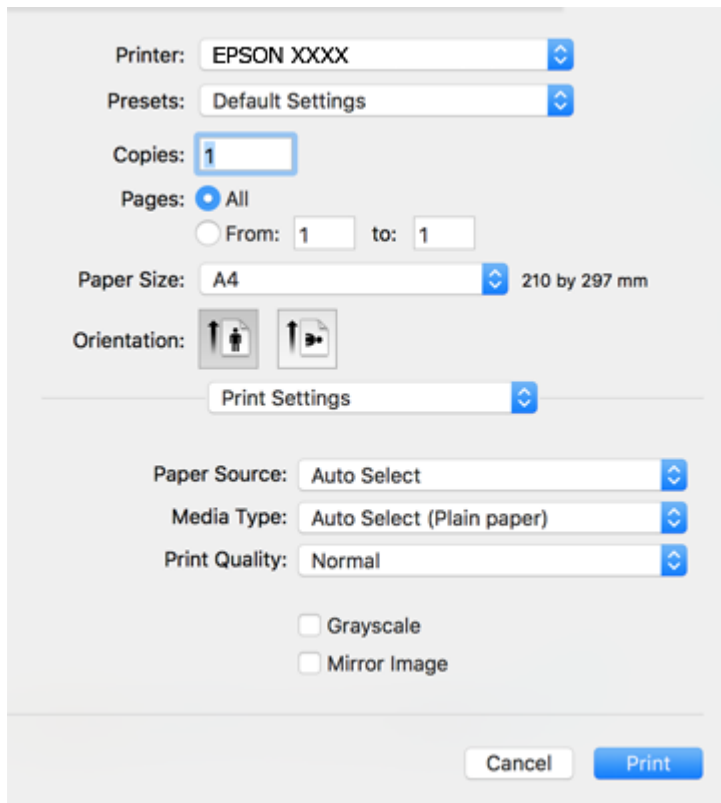 Printer: EPSON XXXX
Presets: Default Settings
Copies: 1
Pages: All
From: 1 to: 1
Paper Size: A4 210 by 297 mm
Orientation:
Print Settings
Paper Source: Auto Select
Media Type: Auto Select (Plain paper)
Print Quality: Normal
Grayscale
Mirror Image
Cancel Print